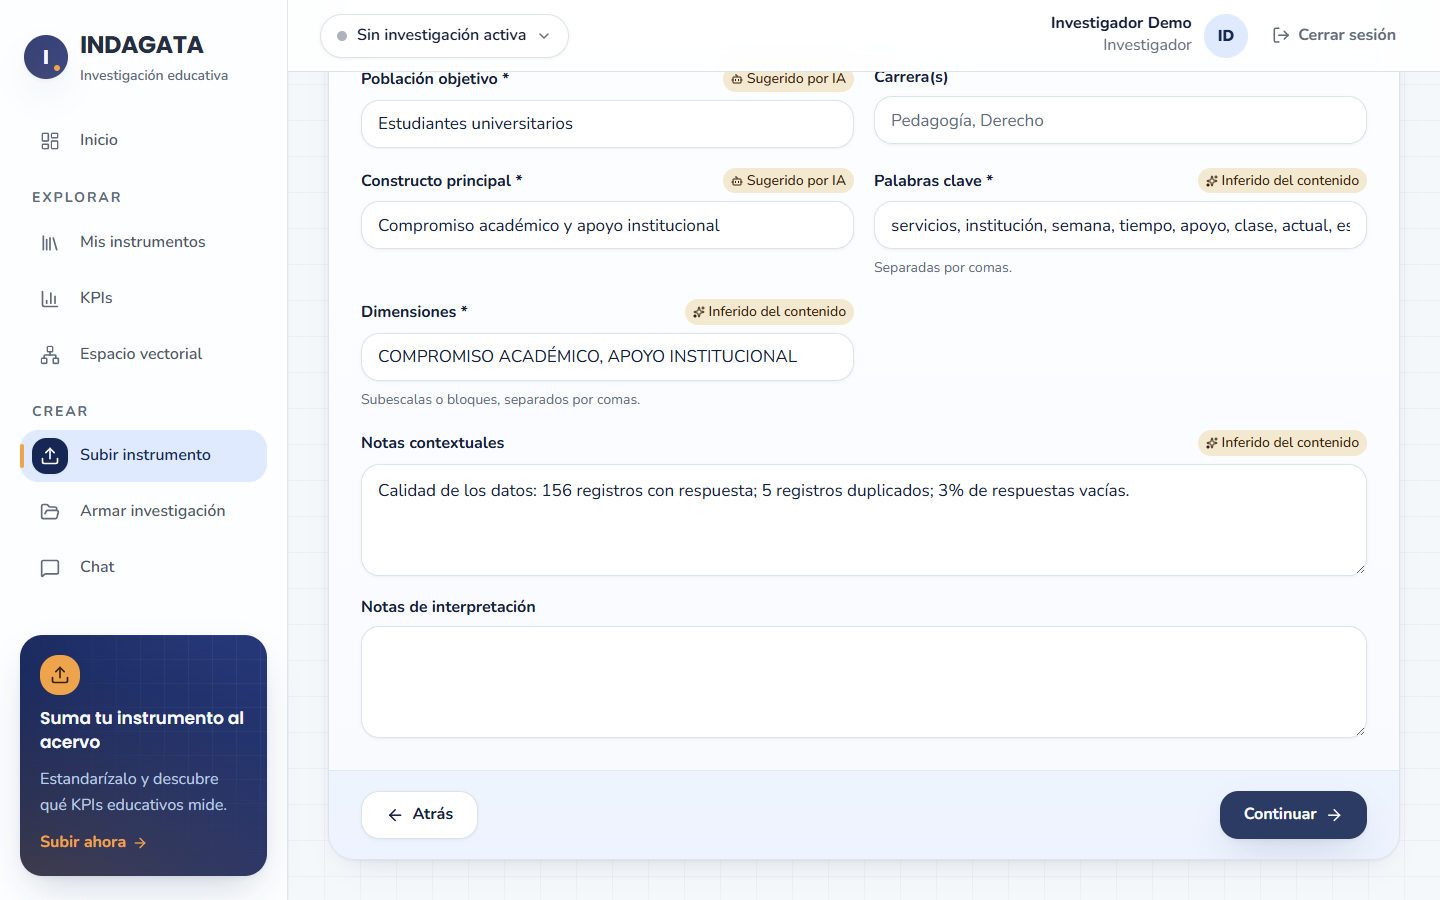 INDAGATA
Investigación educativa
Inicio
EXPLORAR
Mis instrumentos
KPIs
Espacio vectorial
CREAR
Subir instrumento
Armar investigación
Chat
Suma tu instrumento al
acervo
Estandarízalo y descubre
qué KPIs educativos mide.
Subir ahora
Sin investigación activa
Investigador Demo
Investigador
ID
Cerrar sesión
Población objetivo *
Sugerido por IA
Estudiantes universitarios
Carrera(s)
Pedagogía, Derecho
Constructo principal *
Sugerido por IA
Compromiso académico y apoyo institucional
Palabras clave *
Inferido del contenido
servicios, institución, semana, tiempo, apoyo, clase, actual, es
Separadas por comas.
Dimensiones *
Inferido del contenido
COMPROMISO ACADÉMICO, APOYO INSTITUCIONAL
Subescalas o bloques, separados por comas.
Notas contextuales
Inferido del contenido
Calidad de los datos: 156 registros con respuesta; 5 registros duplicados; 3% de respuestas vacías.
Notas de interpretación
Atrás
Continuar